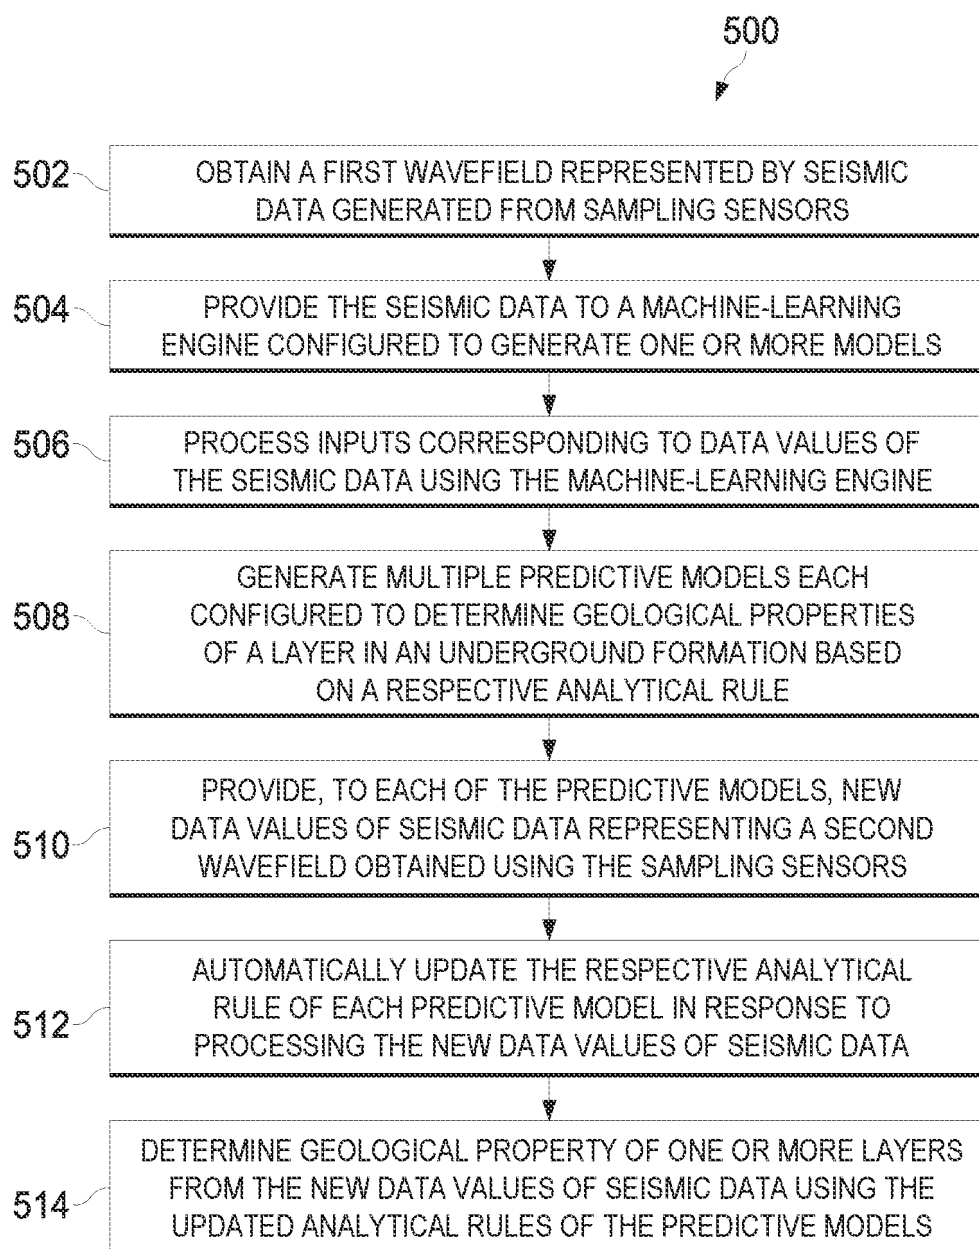 500
502
OBTAIN A FIRST WAVEFIELD REPRESENTED BY SEISMIC
DATA GENERATED FROM SAMPLING SENSORS
504
PROVIDE THE SEISMIC DATA TO A MACHINE-LEARNING
ENGINE CONFIGURED TO GENERATE ONE OR MORE MODELS
506
PROCESS INPUTS CORRESPONDING TO DATA VALUES OF
THE SEISMIC DATA USING THE MACHINE-LEARNING ENGINE
508
GENERATE MULTIPLE PREDICTIVE MODELS EACH
CONFIGURED TO DETERMINE GEOLOGICAL PROPERTIES
OF A LAYER IN AN UNDERGROUND FORMATION BASED
ON A RESPECTIVE ANALYTICAL RULE
510
PROVIDE, TO EACH OF THE PREDICTIVE MODELS, NEW
DATA VALUES OF SEISMIC DATA REPRESENTING A SECOND
WAVEFIELD OBTAINED USING THE SAMPLING SENSORS
512
AUTOMATICALLY UPDATE THE RESPECTIVE ANALYTICAL
RULE OF EACH PREDICTIVE MODEL IN RESPONSE TO
PROCESSING THE NEW DATA VALUES OF SEISMIC DATA
514
DETERMINE GEOLOGICAL PROPERTY OF ONE OR MORE LAYERS
FROM THE NEW DATA VALUES OF SEISMIC DATA USING THE
UPDATED ANALYTICAL RULES OF THE PREDICTIVE MODELS